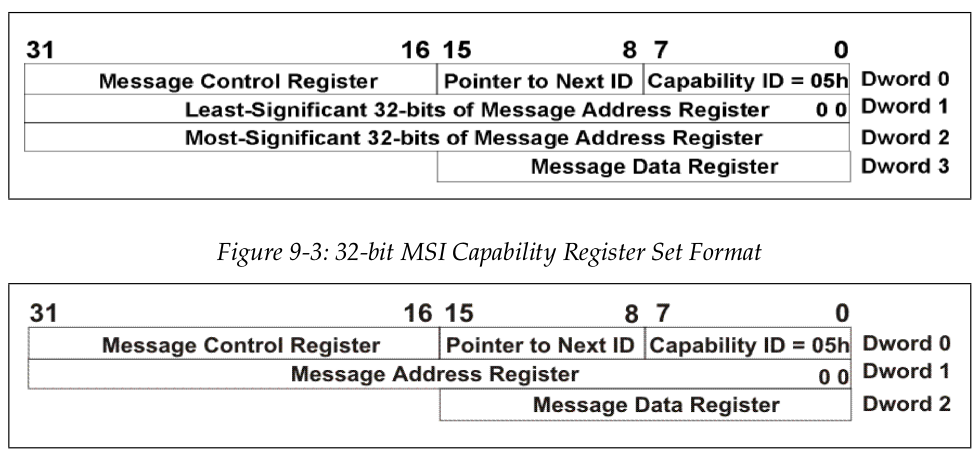 31 16 15 8 7 0
Message Control Register Pointer to Next ID Capability ID = 05h Dword 0
Least-Significant 32-bits of Message Address Register 0 0 Dword 1
Most-Significant 32-bits of Message Address Register Dword 2
Message Data Register Dword 3
Figure 9-3: 32-bit MSI Capability Register Set Format
31 16 15 8 7 0
Message Control Register Pointer to Next ID Capability ID = 05h Dword 0
Message Address Register 0 0 Dword 1
Message Data Register Dword 2